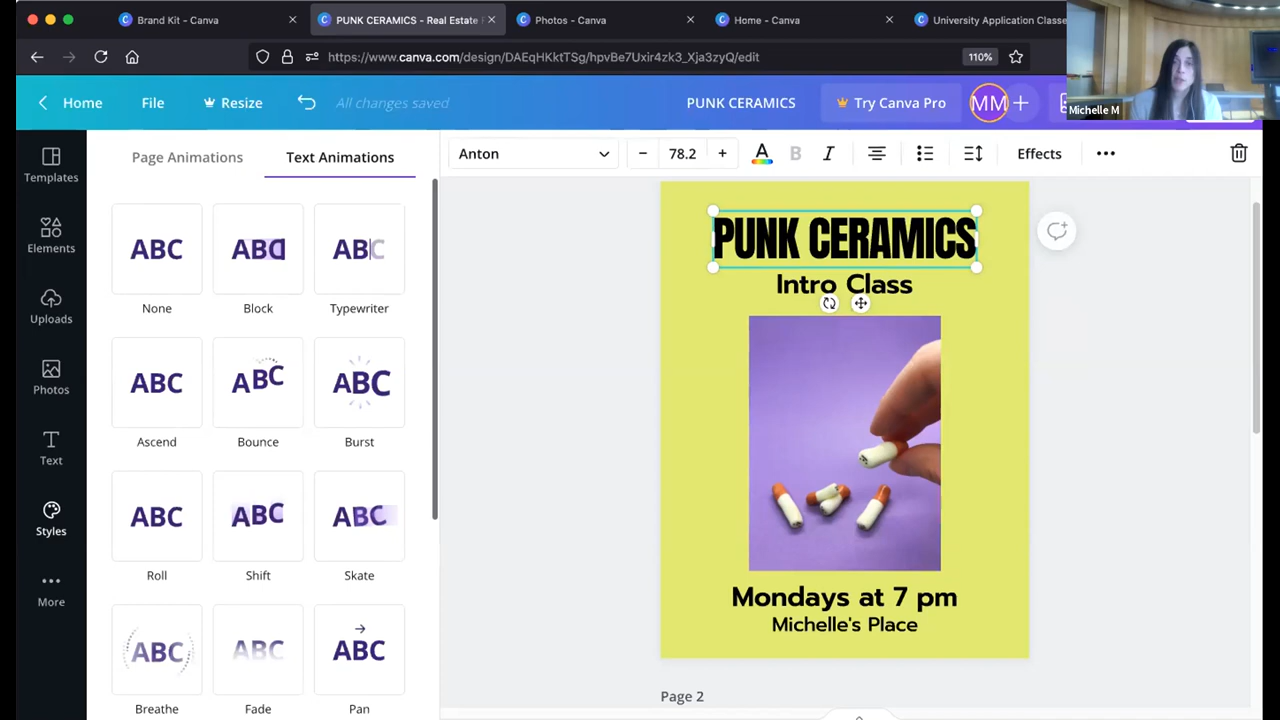 Brand Kit - Canva
PUNK CERAMICS - Real Estate
Photos - Canva
Home - Canva
University Application Classe
https://www.canva.com/design/DAEqHKktTSg/hpvBe7Uxir4zk3_Xja3zyQ/edit
110%
Michelle M
Home
File
Resize
All changes saved
PUNK CERAMICS
Try Canva Pro
MM
Templates
Elements
Uploads
Photos
Text
Styles
More
Page Animations
Text Animations
ABC
None
ABC
Block
ABC
Typewriter
ABC
Ascend
ABC
Bounce
ABC
Burst
ABC
Roll
ABC
Shift
ABC
Skate
ABC
Breathe
ABC
Fade
ABC
Pan
Anton
78.2
A
B
I
Effects
PUNK CERAMICS
Intro Class
Mondays at 7 pm
Michelle's Place
Page 2